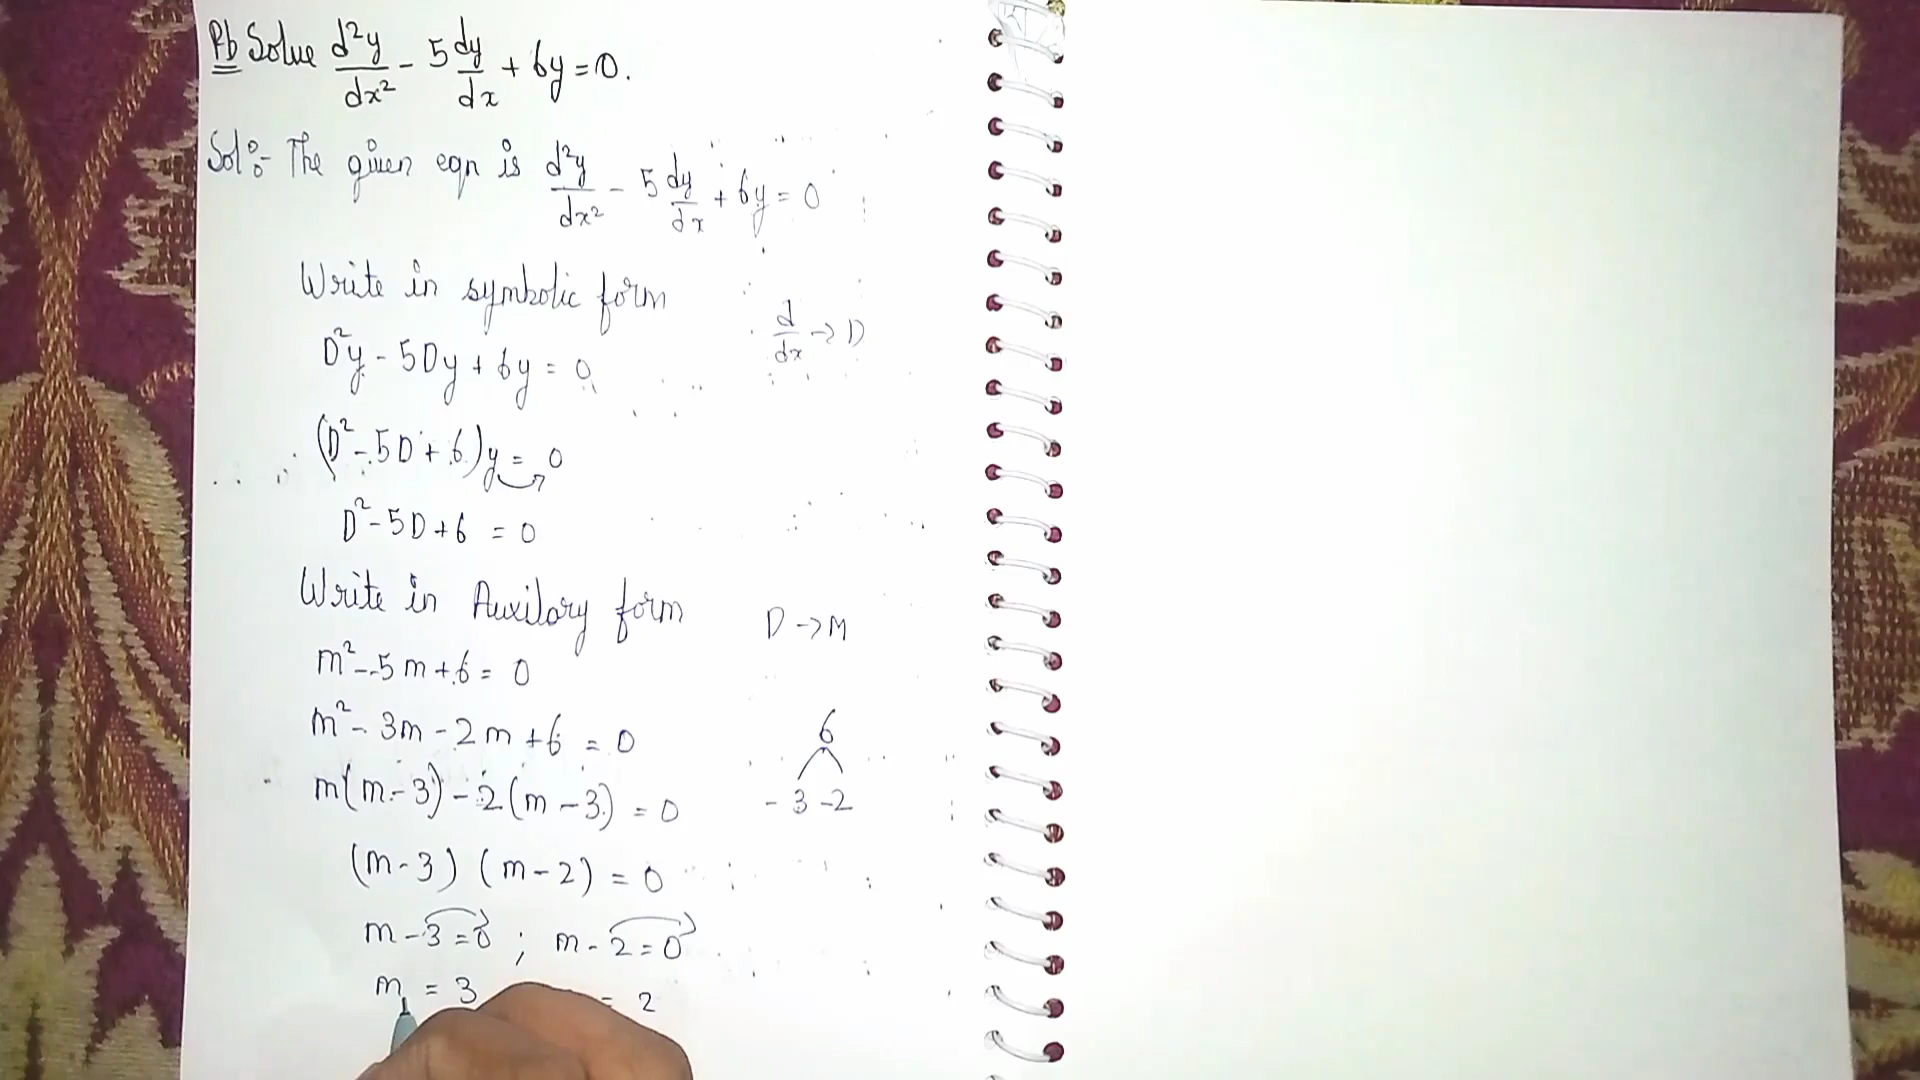 Pb Solve d²y/dx² - 5 dy/dx + 6y = 0.
Sol:- The given eqn is d²y/dx² - 5 dy/dx + 6y = 0
Write in symbolic form
d/dx → D
D²y - 5Dy + 6y = 0
(D² - 5D + 6)y = 0
D² - 5D + 6 = 0
Write in Auxilary form
D → M
m² - 5m + 6 = 0
m² - 3m - 2m + 6 = 0
6
- 3 -2
m(m - 3) - 2(m - 3) = 0
(m - 3) (m - 2) = 0
m - 3 = 0 ; m - 2 = 0
m = 3
= 2